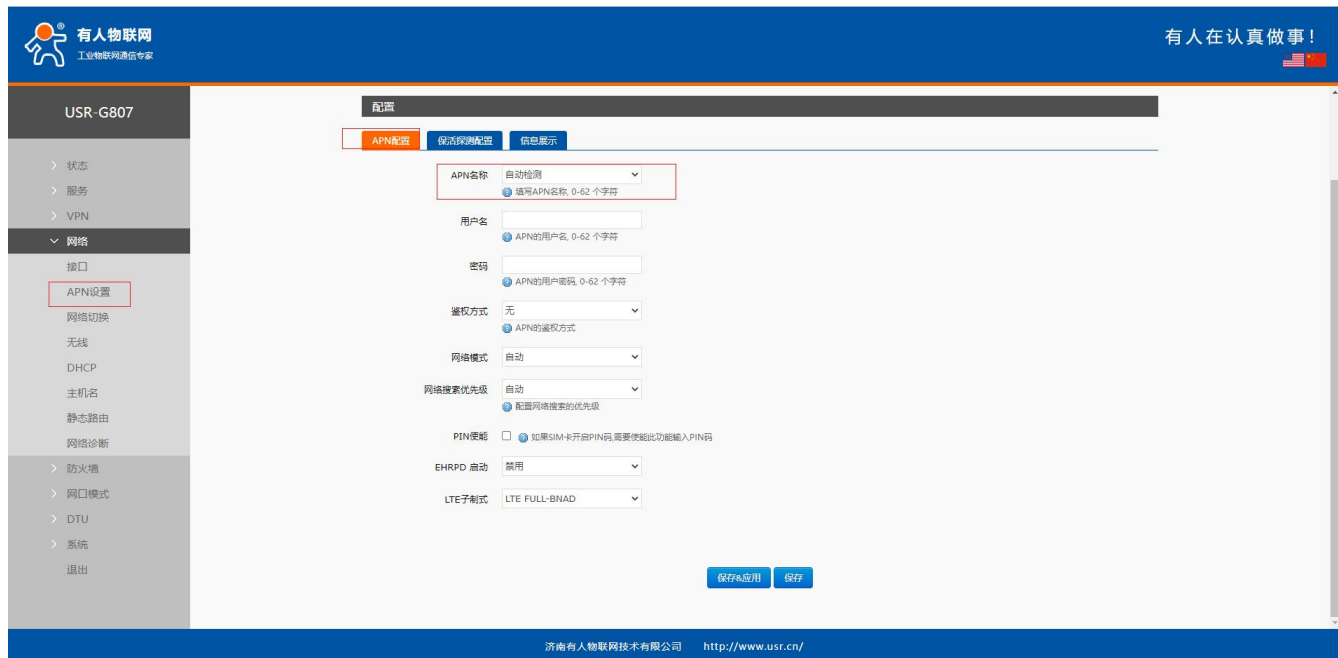 有人物联网
®
工业物联网通信专家
有人在认真做事！
USR-G807
状态
服务
VPN
网络
接口
APN设置
网络切换
无线
DHCP
主机名
静态路由
网络诊断
防火墙
网口模式
DTU
系统
退出
配置
APN配置 保活探测配置 信息展示
APN名称 自动检测
填写APN名称, 0-62 个字符
用户名
APN的用户名, 0-62 个字符
密码
APN的用户密码, 0-62 个字符
鉴权方式 无
APN的鉴权方式
网络模式 自动
网络搜索优先级 自动
配置网络搜索的优先级
PIN使能 如果SIM卡开启PIN码,需要使能此功能输入PIN码
EHRPD 启动 禁用
LTE子制式 LTE FULL-BNAD
保存&应用 保存
济南有人物联网技术有限公司 http://www.usr.cn/